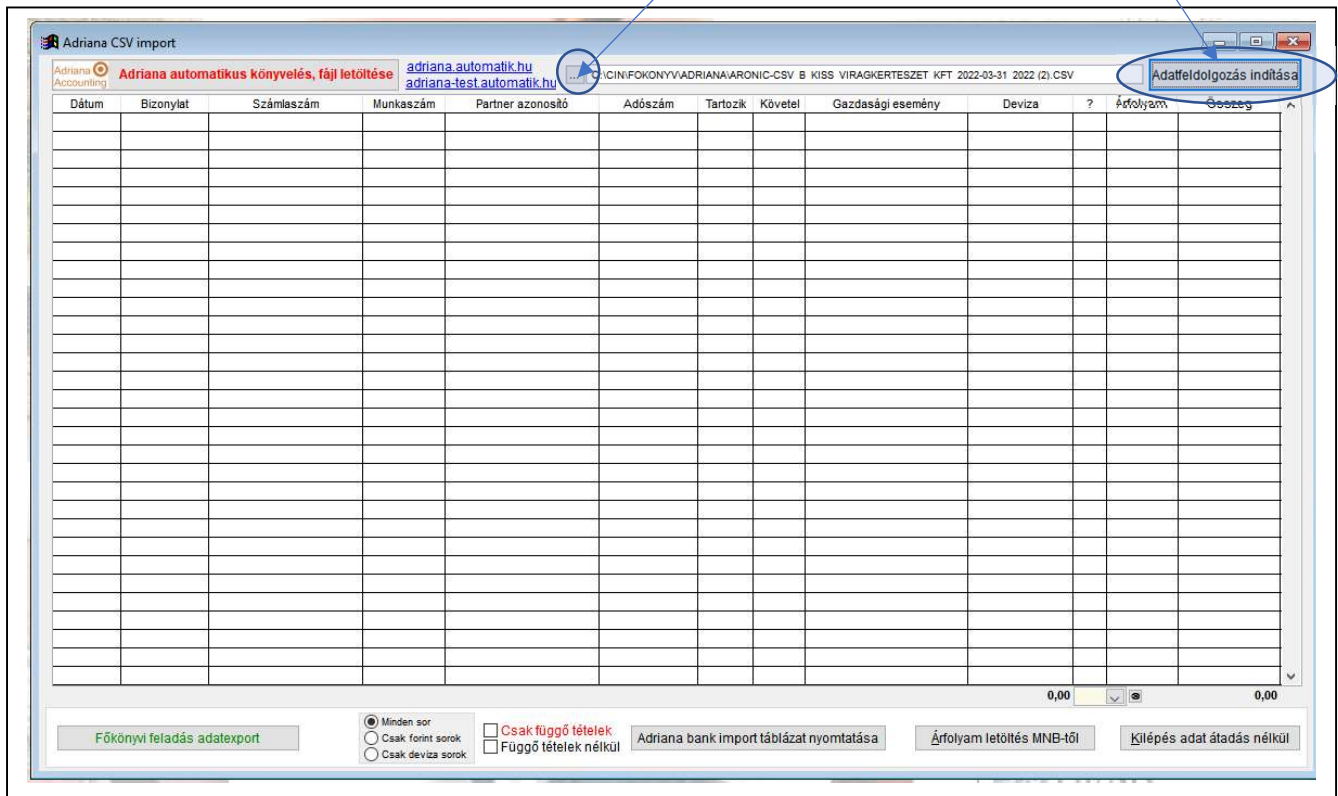 Adriana CSV import
Adriana Accounting
Adriana automatikus könyvelés, fájl letöltése
adriana.automatik.hu
adriana-test.automatik.hu
... C:\CIN\FOKONYV\ADRIANA\ARONIC-CSV B KISS VIRAGKERTESZET KFT 2022-03-31 2022 (2).CSV
Adatfeldolgozás indítása
Dátum Bizonylat Számlaszám Munkaszám Partner azonosító Adószám Tartozik Követel Gazdasági esemény Deviza ? Árfolyam Összeg
0,00 0,00
Főkönyvi feladás adatexport
Minden sor
Csak forint sorok
Csak deviza sorok
Csak függő tételek
Függő tételek nélkül
Adriana bank import táblázat nyomtatása
Árfolyam letöltés MNB-től
Kilépés adat átadás nélkül